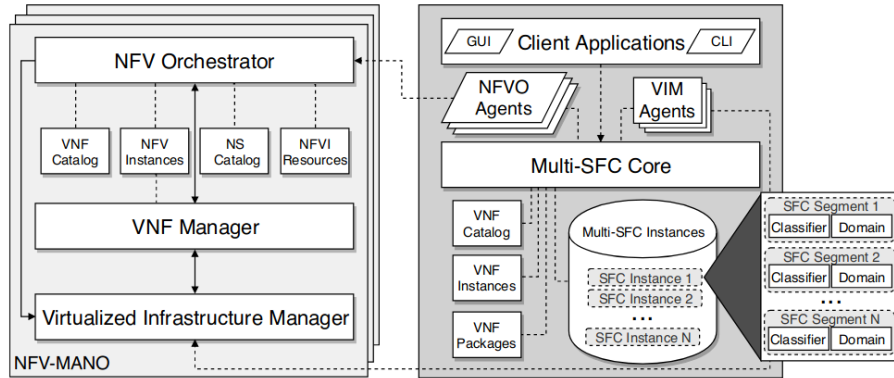 NFV Orchestrator
VNF
Catalog
NFV
Instances
NS
Catalog
NFVI
Resources
VNF Manager
Virtualized Infrastructure Manager
NFV-MANO
GUI
Client Applications
CLI
NFVO
Agents
VIM
Agents
Multi-SFC Core
VNF
Catalog
VNF
Instances
VNF
Packages
Multi-SFC Instances
SFC Instance 1
SFC Instance 2
...
SFC Instance N
SFC Segment 1
Classifier Domain
SFC Segment 2
Classifier Domain
...
SFC Segment N
Classifier Domain